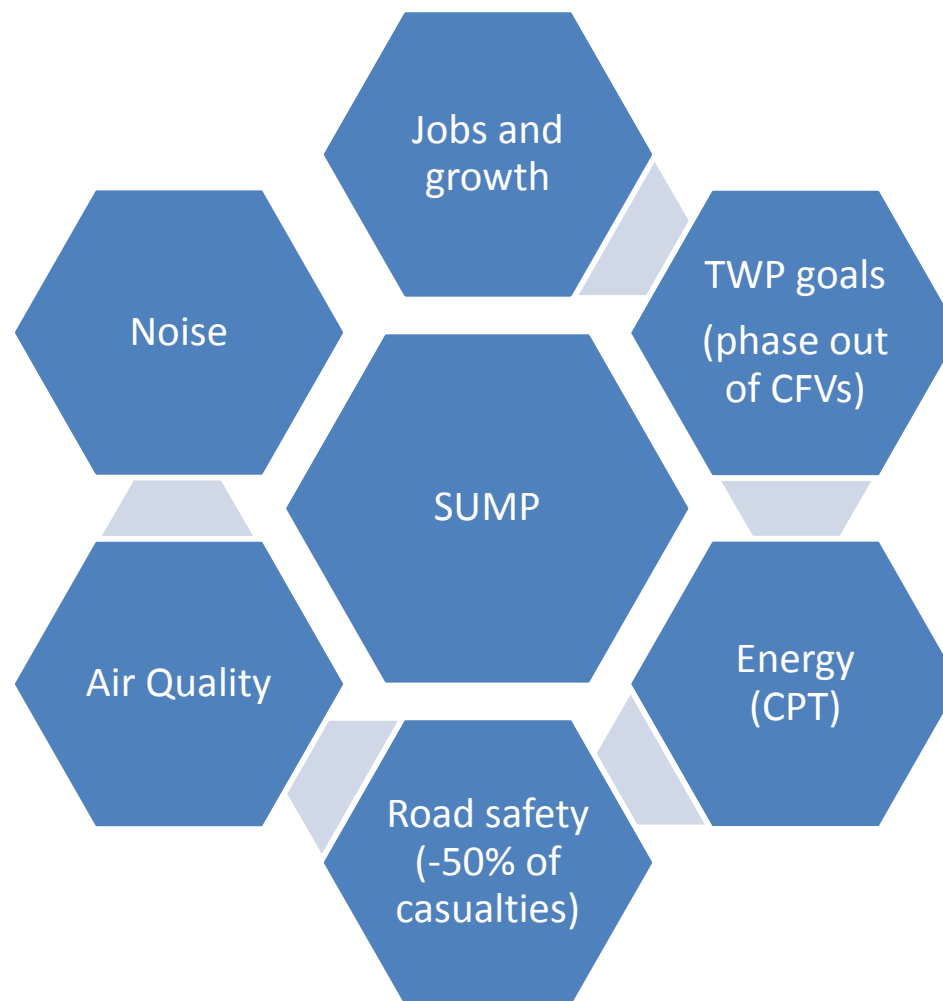 Jobs and
growth
TWP goals
(phase out
of CFVs)
Noise
SUMP
Energy
(CPT)
Air Quality
Road safety
(-50% of
casualties)